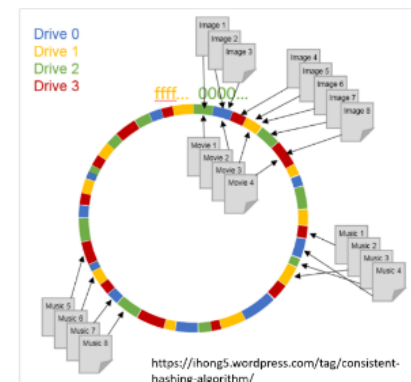 Drive 0
Drive 1
Drive 2
Drive 3
ffff... 0000...
Image 1
Image 2
Image 3
Image 4
Image 5
Image 6
Image 7
Image 8
Movie 1
Movie 2
Movie 3
Movie 4
Music 1
Music 2
Music 3
Music 4
Music 5
Music 6
Music 7
Music 8
https://ihong5.wordpress.com/tag/consistent-
hashing-algorithm/